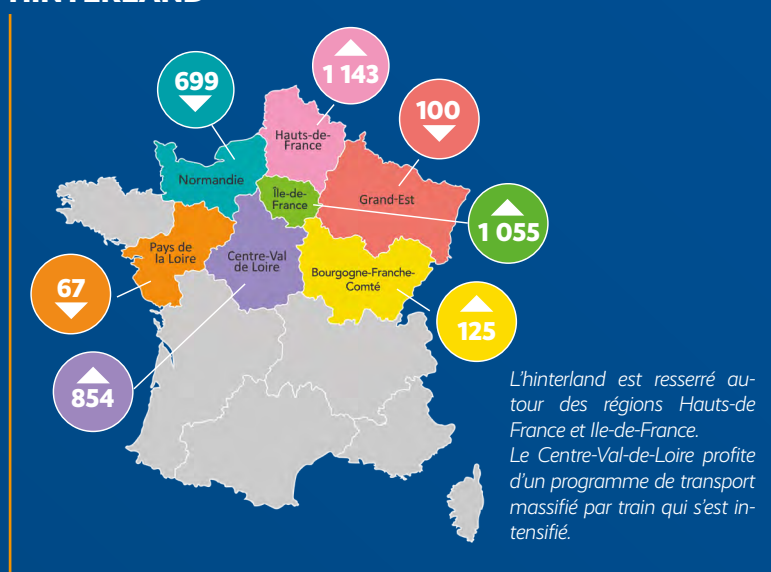 HINTERLAND
699
1 143
100
Hauts-de-
France
Normandie
Île-de-
France
Grand-Est
1 055
Pays de
la Loire
Centre-Val
de Loire
Bourgogne-Franche-
Comté
67
125
854
L'hinterland est resserré au-
tour des régions Hauts-de
France et Ile-de-France.
Le Centre-Val-de-Loire profite
d'un programme de transport
massifié par train qui s'est in-
tensifié.